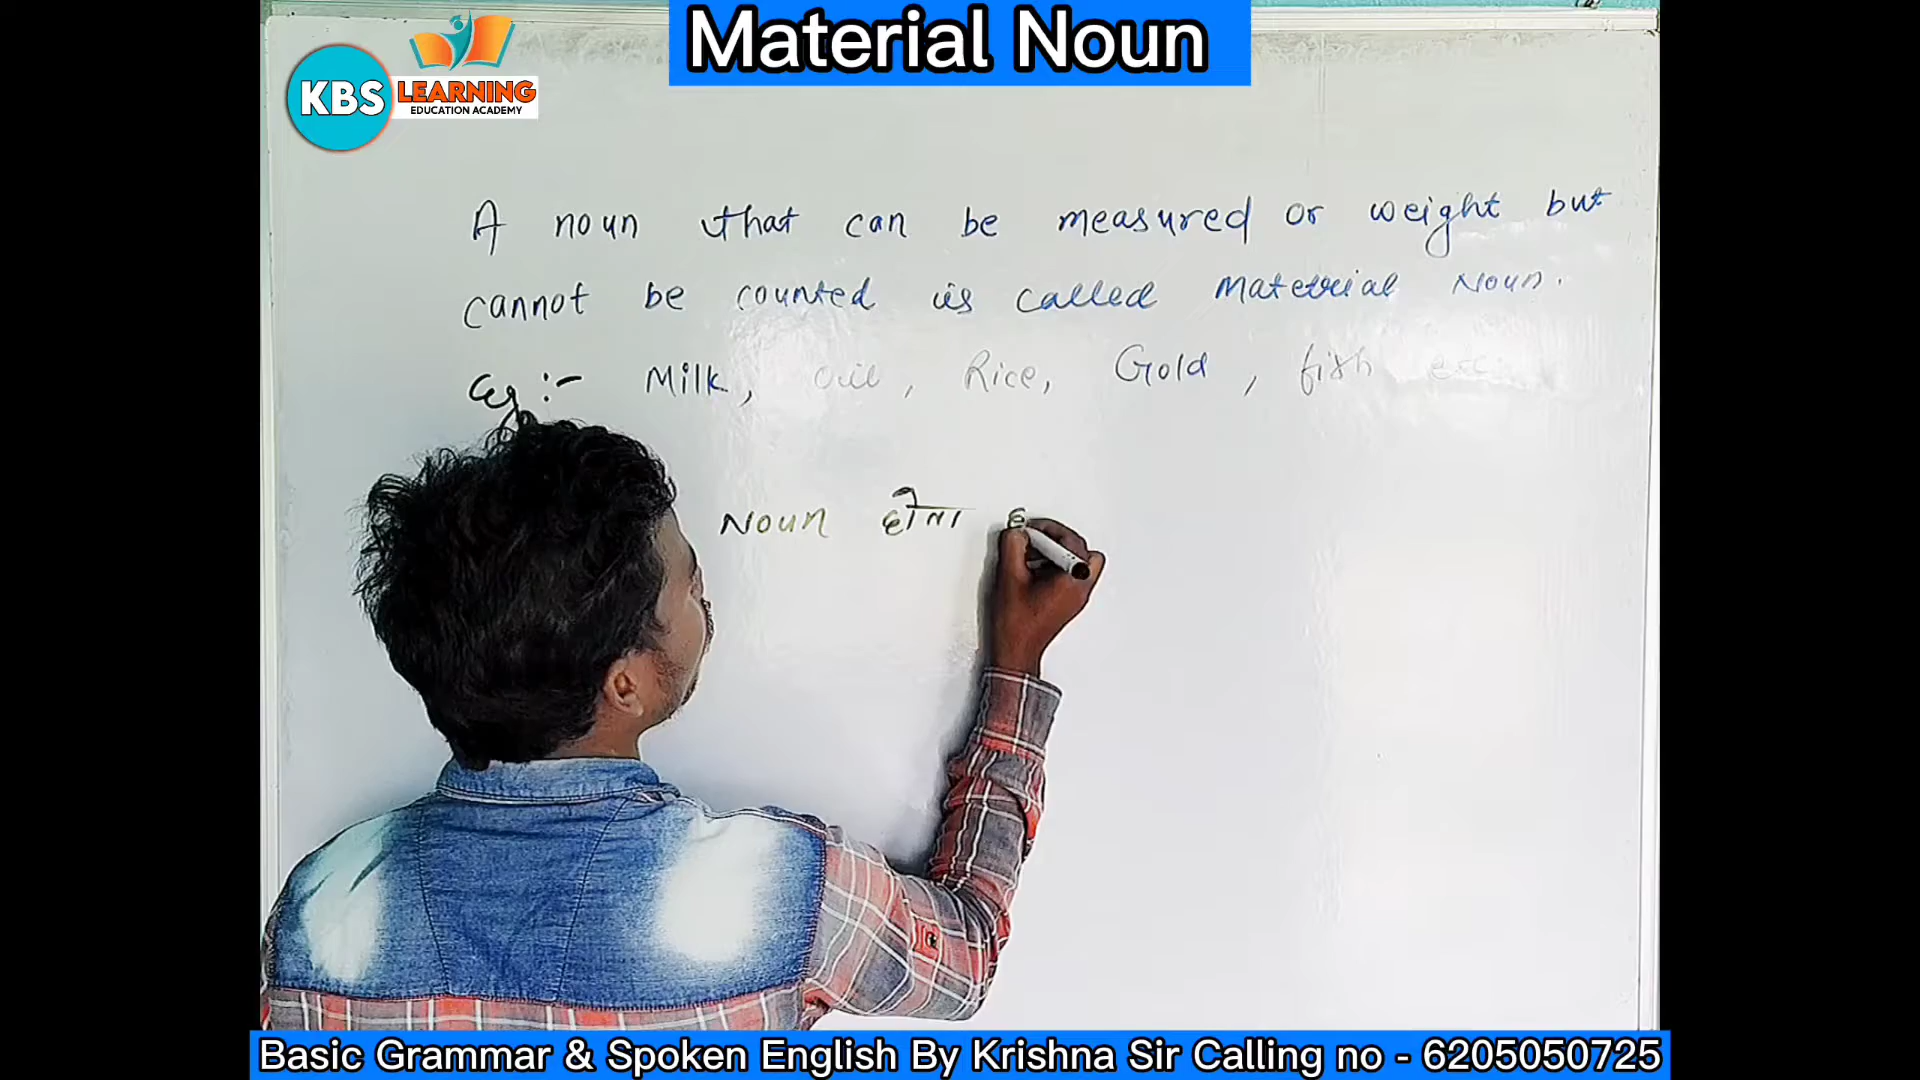 Material Noun
KBS LEARNING
EDUCATION ACADEMY
A noun that can be measured or weight but
cannot be counted is called Material Noun.
Eg :- Milk, Oil, Rice, Gold, fish etc
Noun होना ह
Basic Grammar & Spoken English By Krishna Sir Calling no - 6205050725